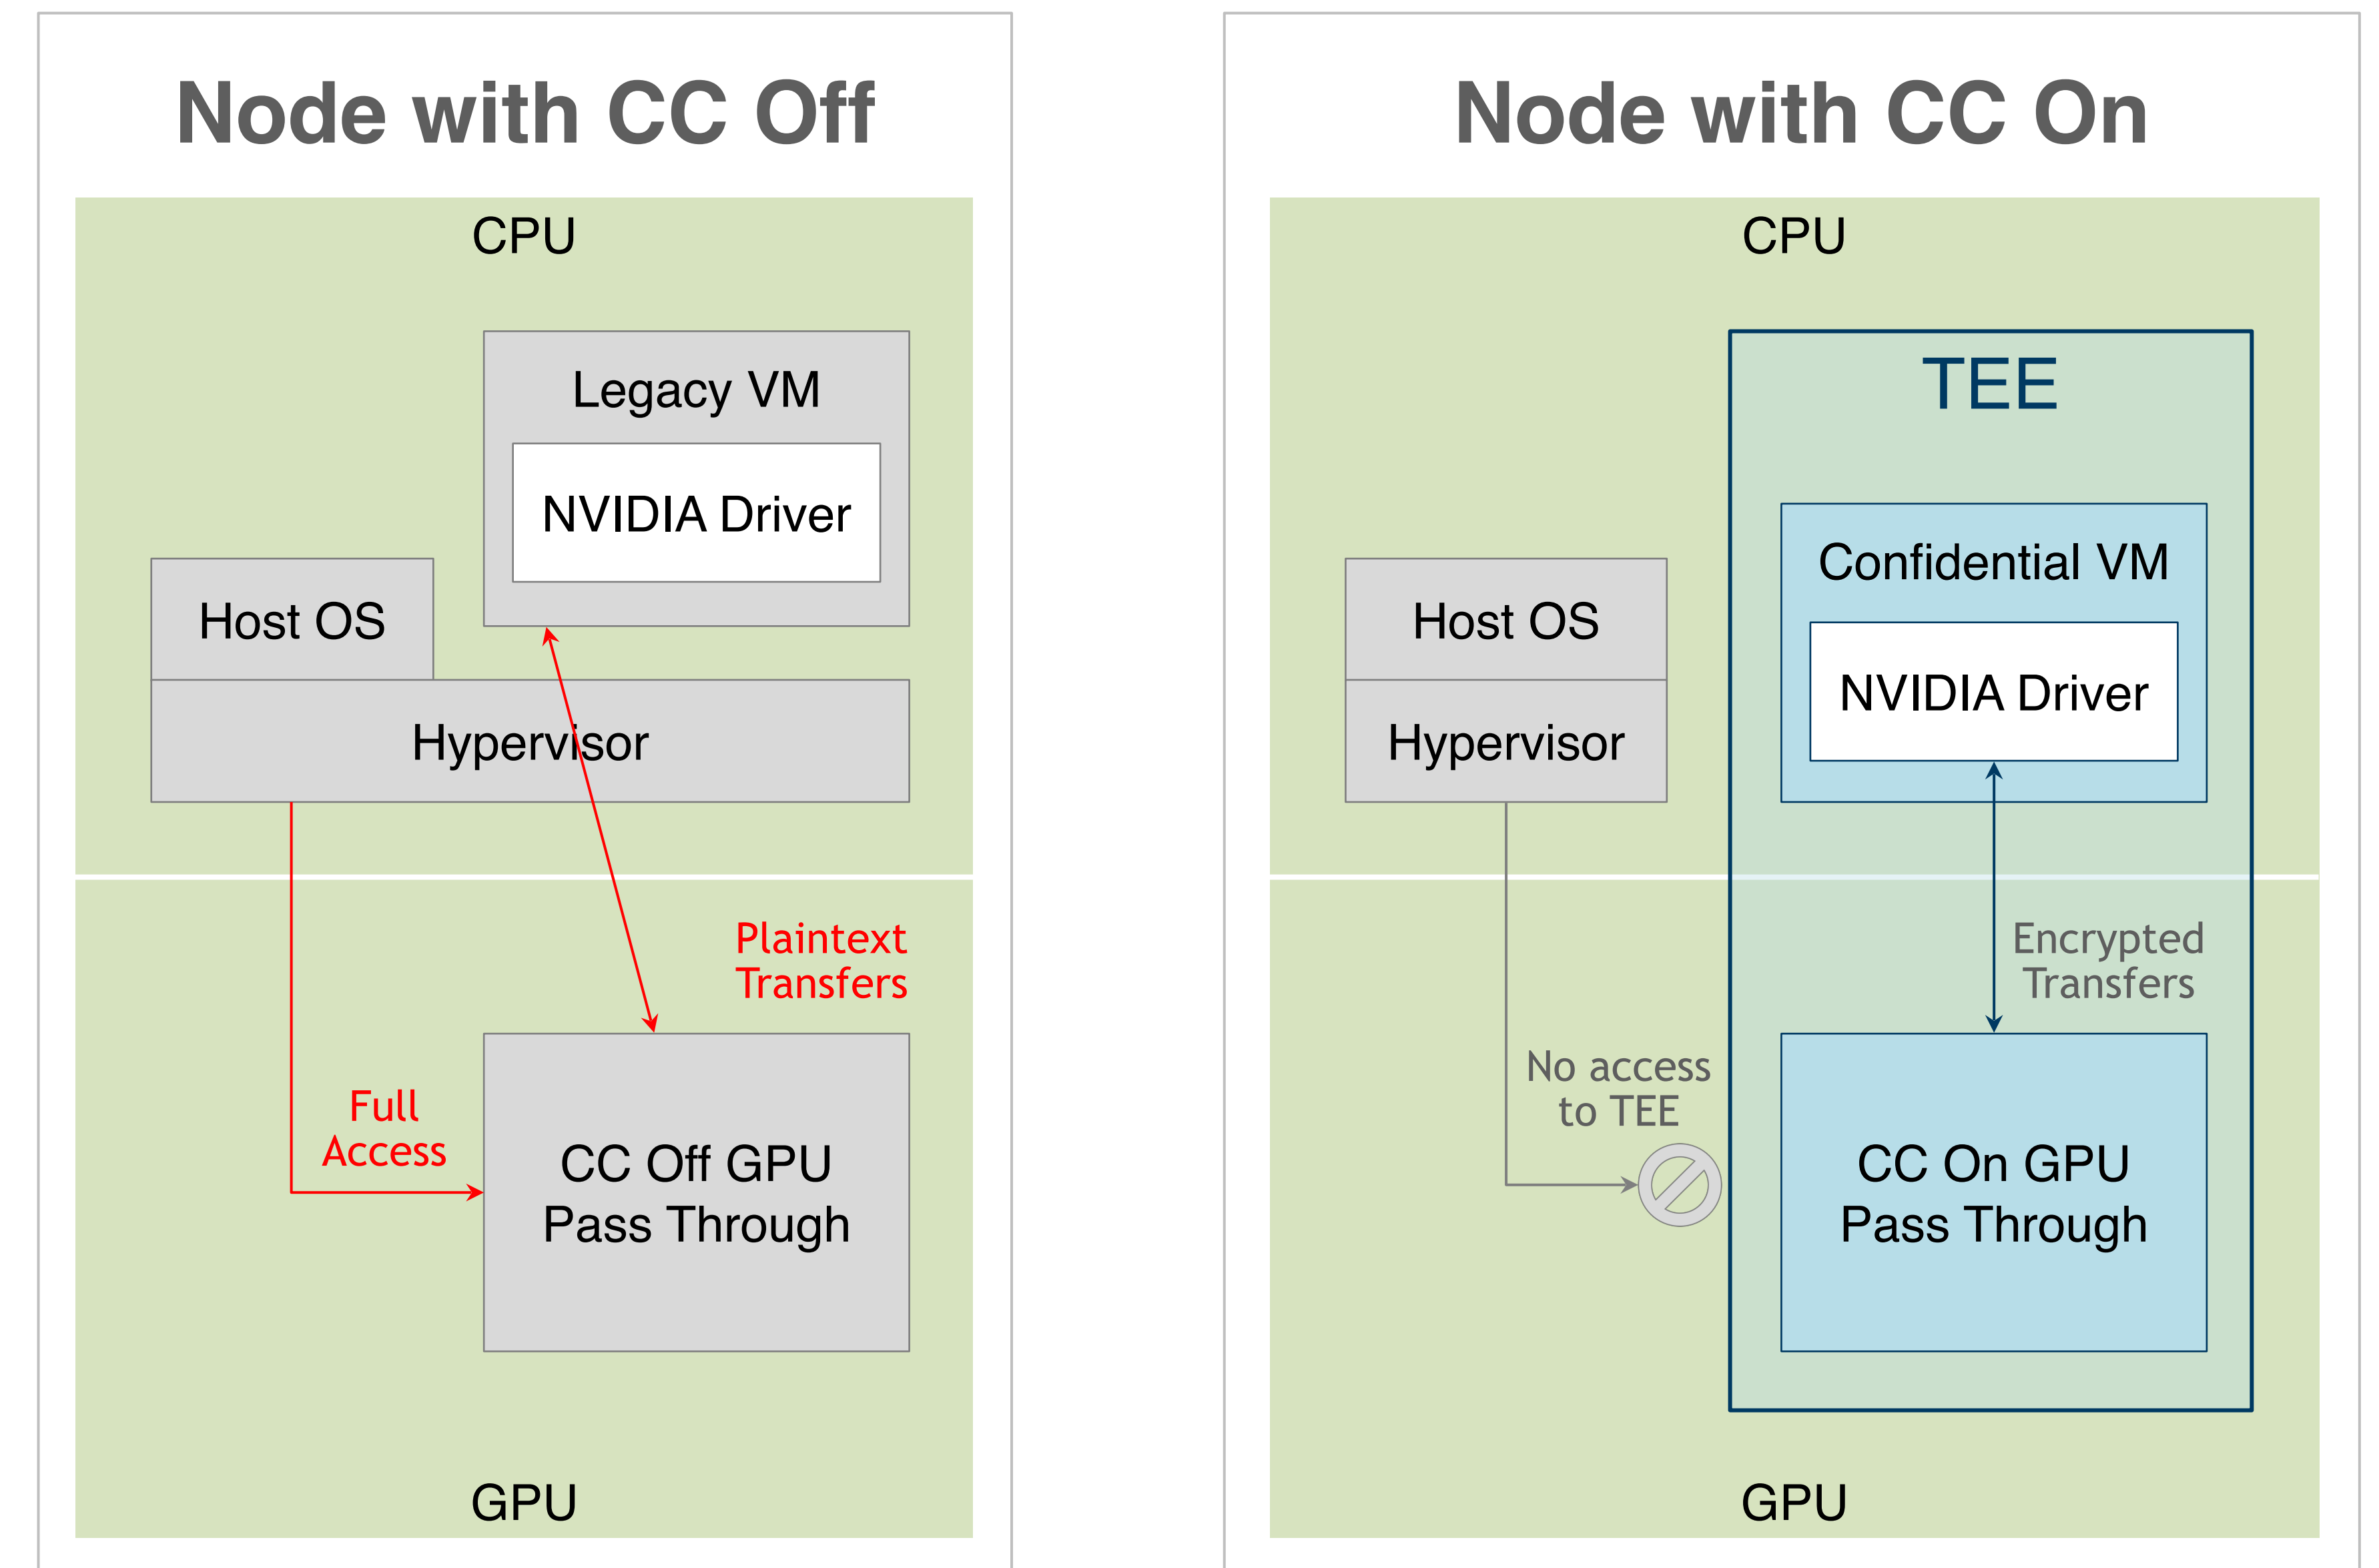 Node with CC Off
CPU
Legacy VM
NVIDIA Driver
Host OS
Hypervisor
Plaintext
Transfers
Full
Access
CC Off GPU
Pass Through
GPU
Node with CC On
CPU
TEE
Confidential VM
NVIDIA Driver
Host OS
Hypervisor
Encrypted
Transfers
No access
to TEE
CC On GPU
Pass Through
GPU